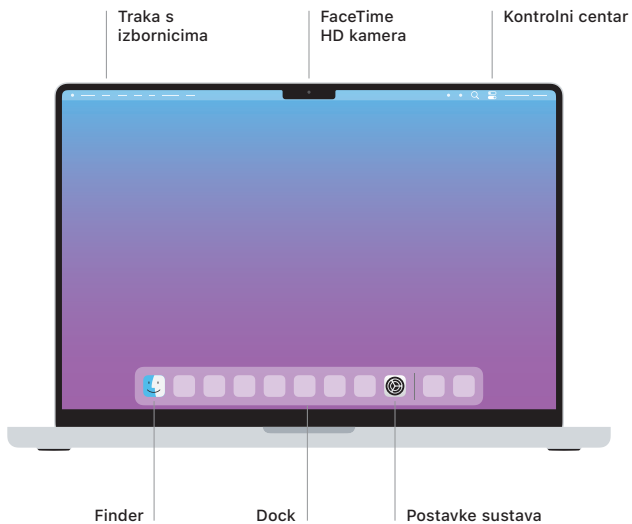 Traka s
izbornicima
FaceTime
HD kamera
Kontrolni centar
Finder
Dock
Postavke sustava